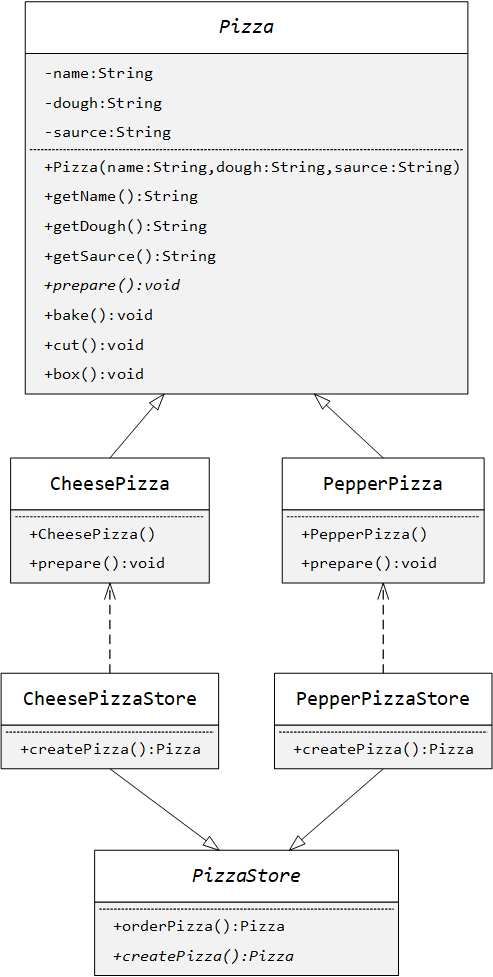 Pizza
-name:String
-dough:String
-saurce:String
+Pizza(name:String,dough:String,saurce:String)
+getName():String
+getDough():String
+getSaurce():String
+prepare():void
+bake():void
+cut():void
+box():void
CheesePizza
+CheesePizza()
+prepare():void
PepperPizza
+PepperPizza()
+prepare():void
CheesePizzaStore
+createPizza():Pizza
PepperPizzaStore
+createPizza():Pizza
PizzaStore
+orderPizza():Pizza
+createPizza():Pizza